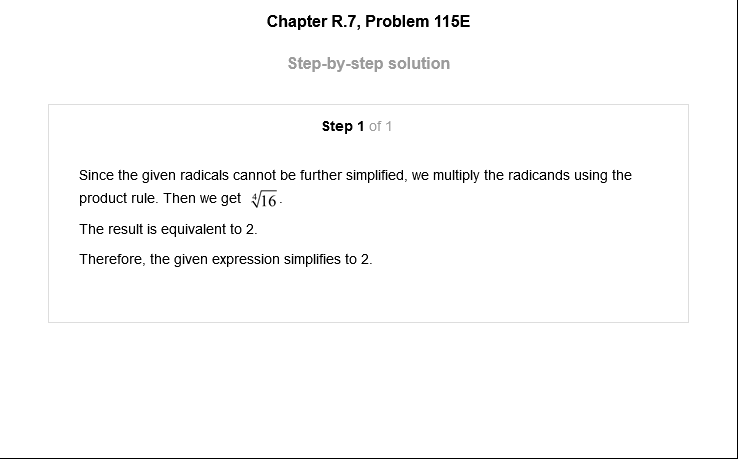 Chapter R.7, Problem 115E
Step-by-step solution
Step 1 of 1
Since the given radicals cannot be further simplified, we multiply the radicands using the
product rule. Then we get ∜16.
The result is equivalent to 2.
Therefore, the given expression simplifies to 2.